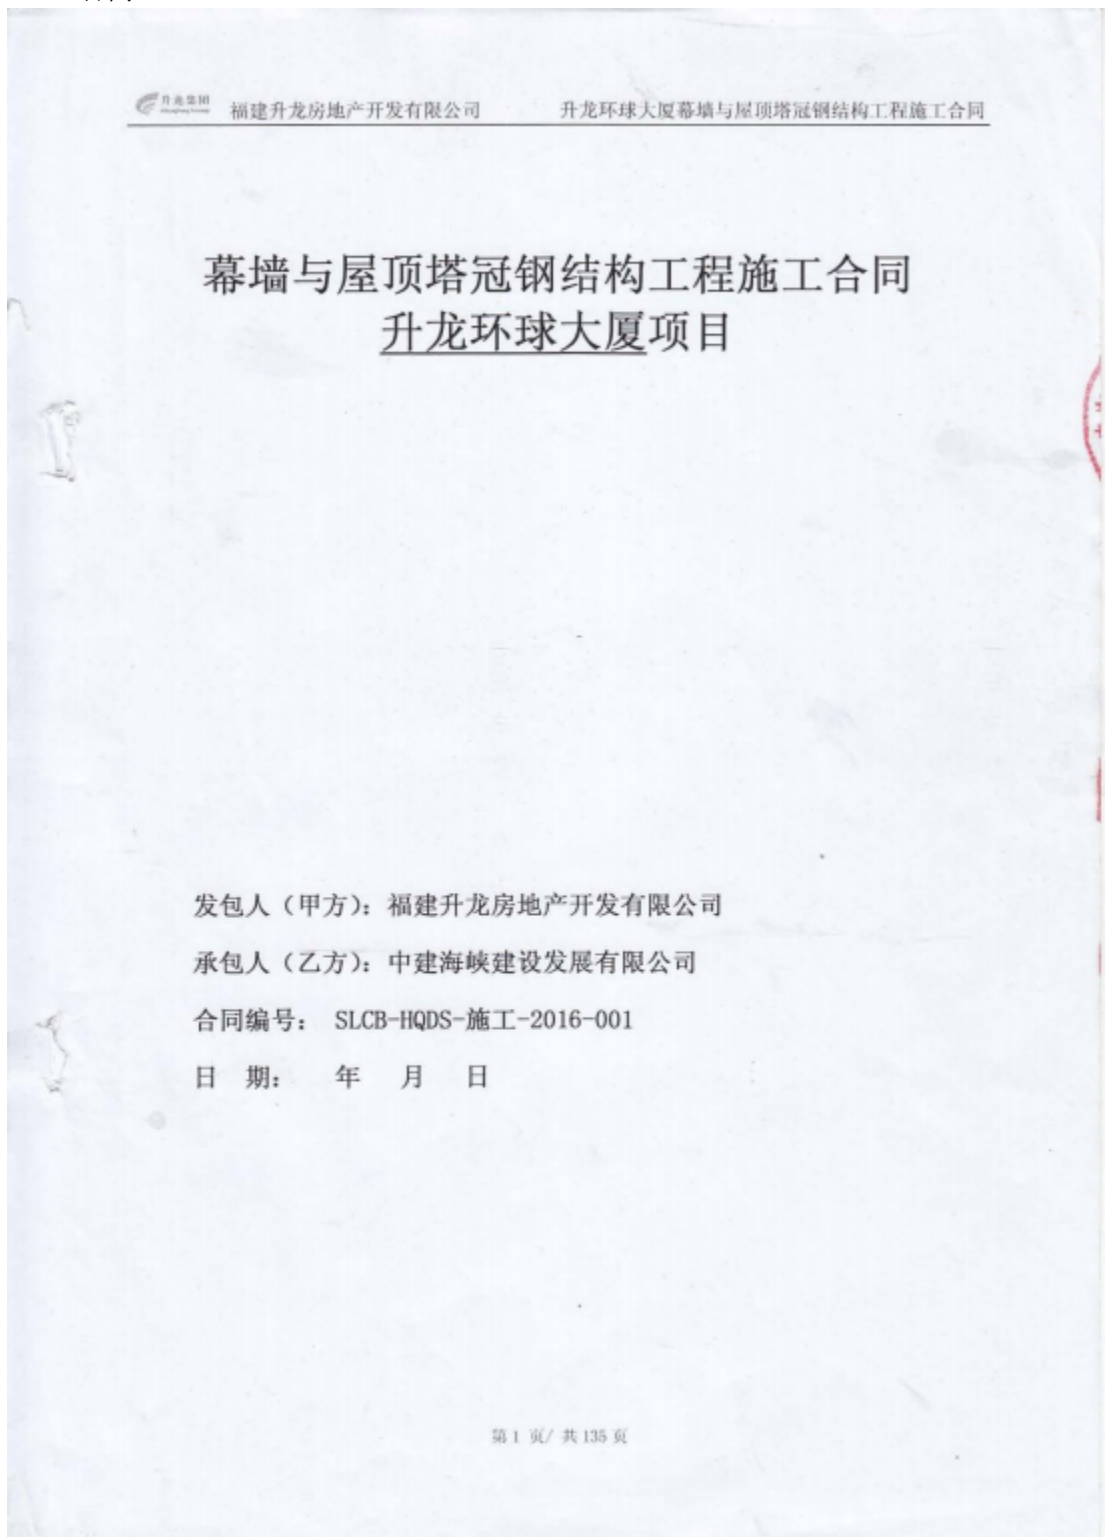 升龙集团
福建升龙房地产开发有限公司 升龙环球大厦幕墙与屋顶塔冠钢结构工程施工合同
幕墙与屋顶塔冠钢结构工程施工合同
升龙环球大厦项目
发包人（甲方）：福建升龙房地产开发有限公司
承包人（乙方）：中建海峡建设发展有限公司
合同编号： SLCB-HQDS-施工-2016-001
日 期： 年 月 日
第 1 页/ 共 135 页